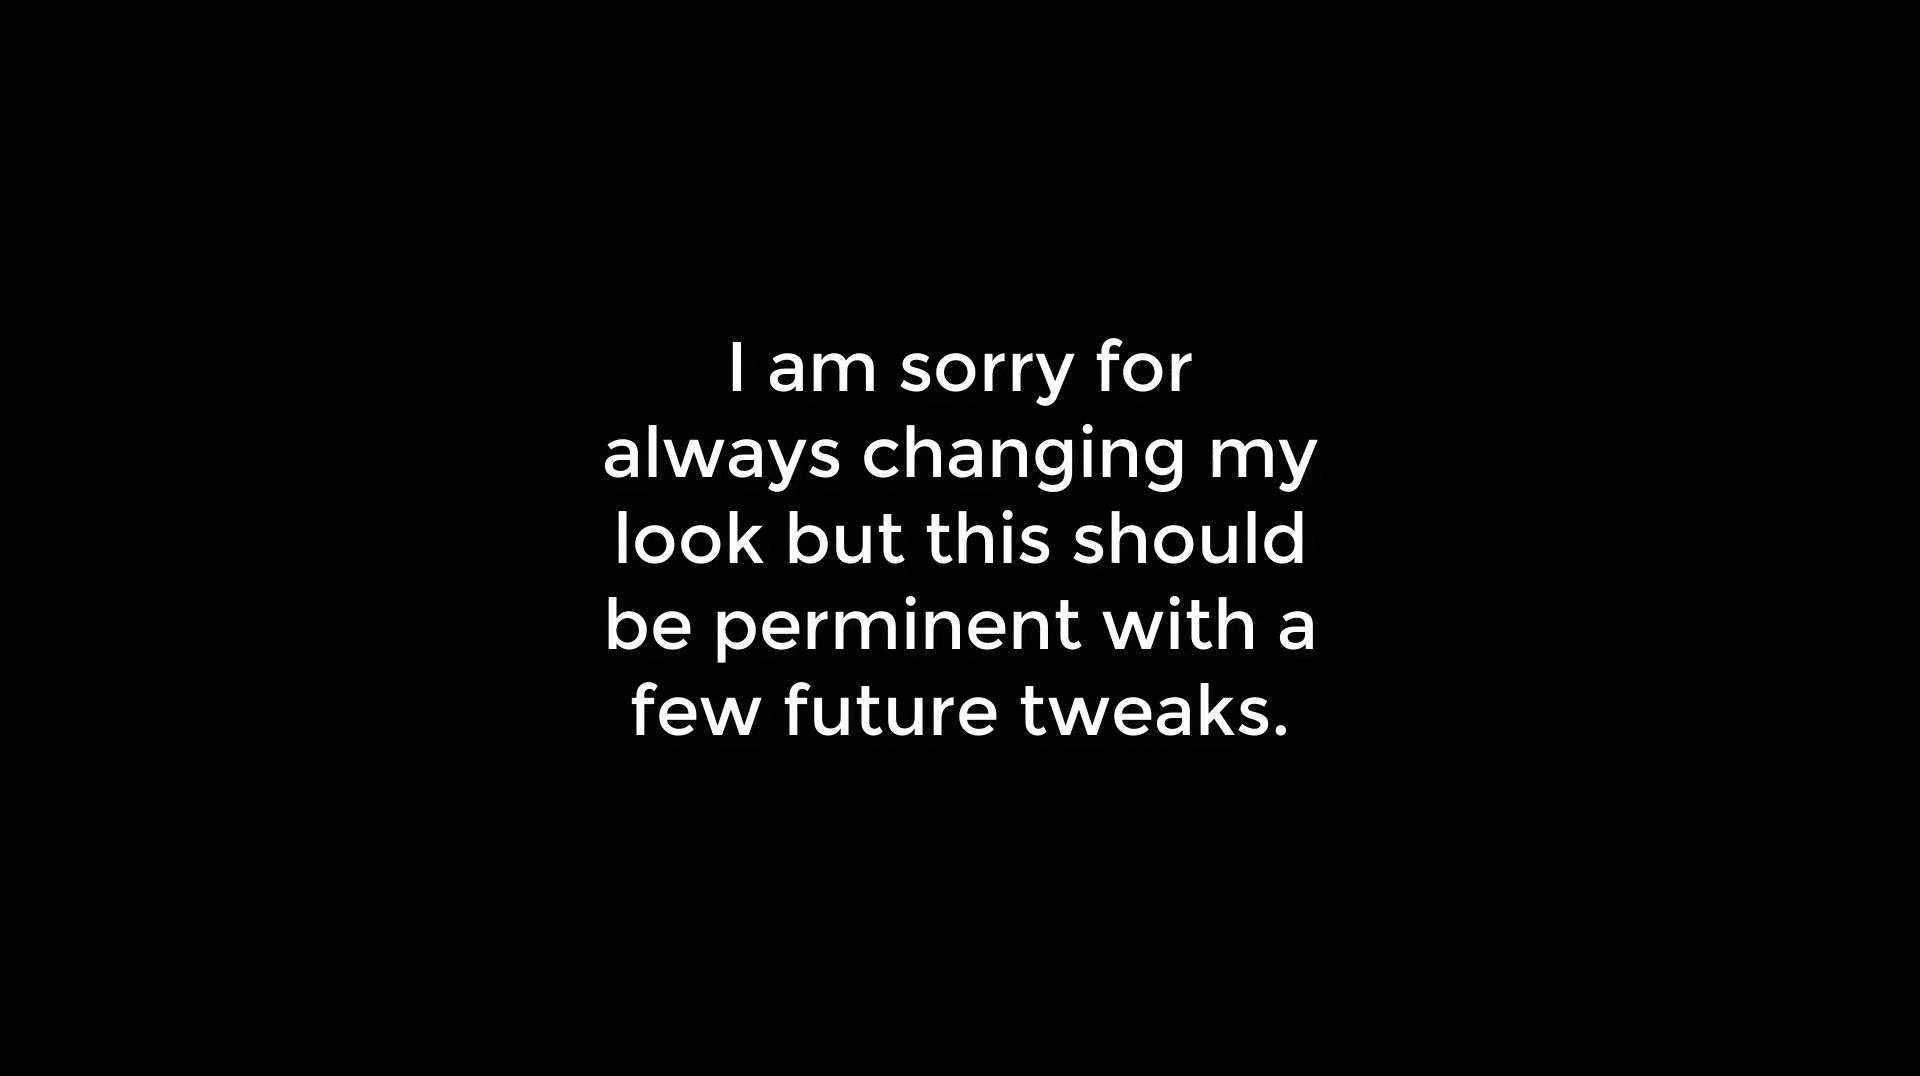 I am sorry for
always changing my
look but this should
be perminent with a
few future tweaks.